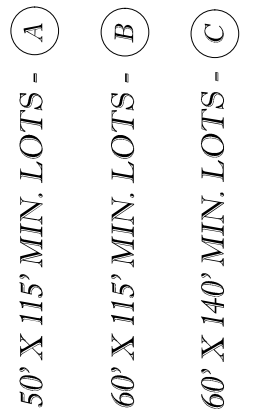 50' X 115' MIN. LOTS - A
60' X 115' MIN. LOTS - B
60' X 140' MIN. LOTS - C